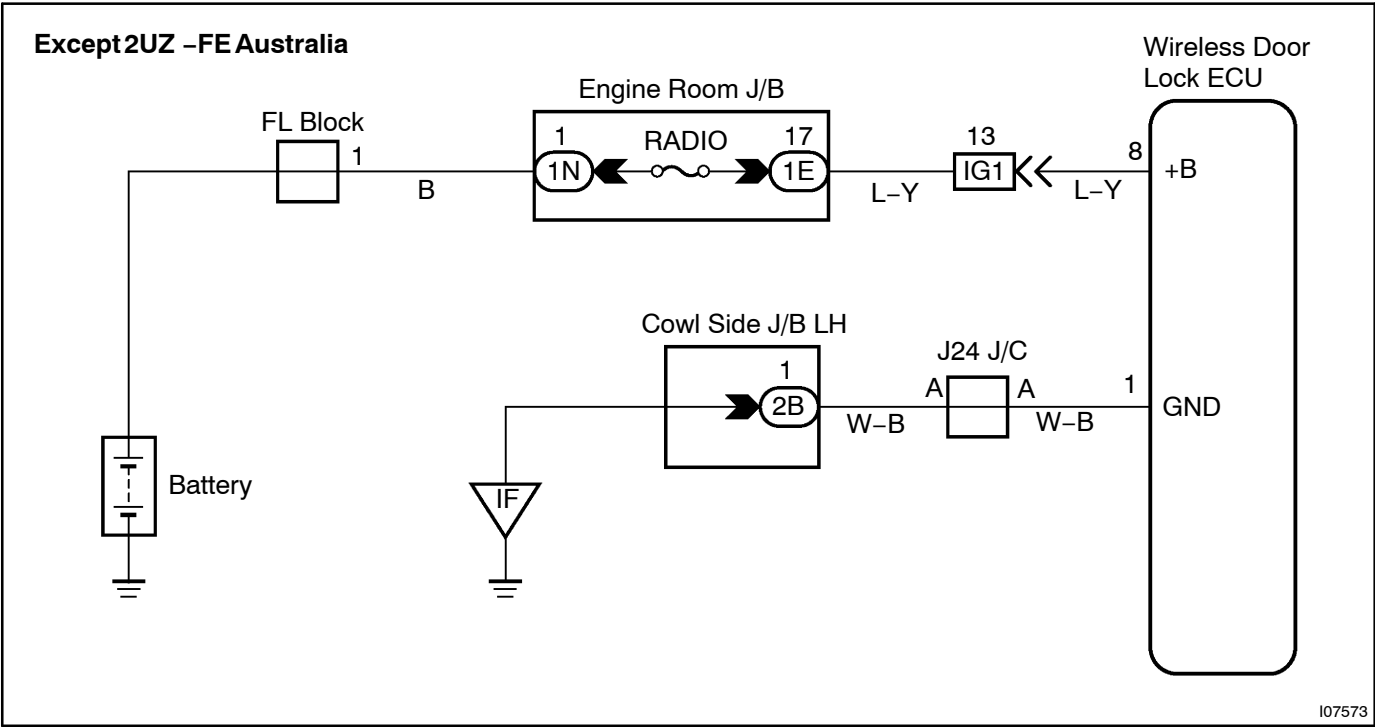 Except 2UZ –FE Australia
Wireless Door
Lock ECU
Engine Room J/B
FL Block
1
B
1
1N
RADIO
17
1E
L–Y
13
IG1
L–Y
8
+B
Cowl Side J/B LH
1
2B
W–B
J24 J/C
A
A
W–B
1
GND
Battery
IF
I07573